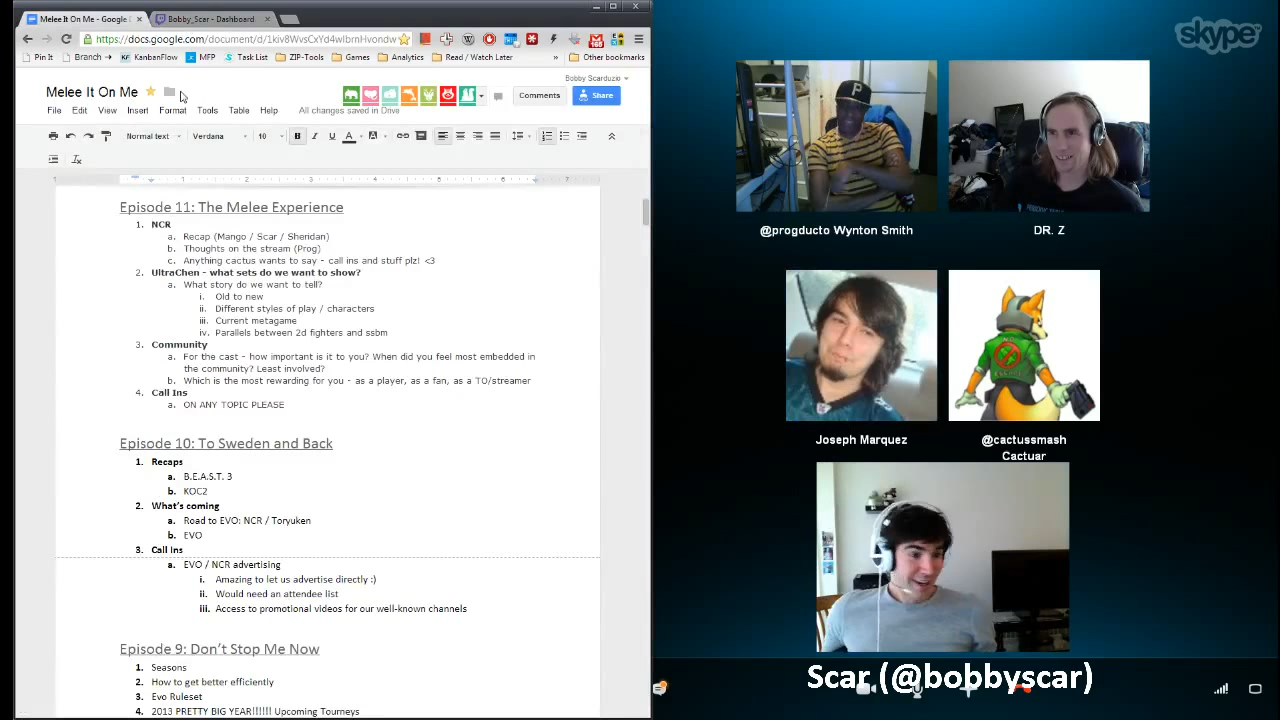 Melee It On Me - Google
Bobby_Scar - Dashboard
https://docs.google.com/document/d/1kiv8WvsCxYd4wIbrnHvondw
Pin It
Branch
KanbanFlow
MFP
Task List
ZIP-Tools
Games
Analytics
Read / Watch Later
»
Other bookmarks
Bobby Scarduzio
Melee It On Me
Comments
Share
File Edit View Insert Format Tools Table Help All changes saved in Drive
Normal text Verdana 10 B I U A A
1 1 2 3 4 5 6 7
Episode 11: The Melee Experience
1. NCR
a. Recap (Mango / Scar / Sheridan)
b. Thoughts on the stream (Prog)
c. Anything cactus wants to say - call ins and stuff plz! <3
2. UltraChen - what sets do we want to show?
a. What story do we want to tell?
i. Old to new
ii. Different styles of play / characters
iii. Current metagame
iv. Parallels between 2d fighters and ssbm
3. Community
a. For the cast - how important is it to you? When did you feel most embedded in
the community? Least involved?
b. Which is the most rewarding for you - as a player, as a fan, as a TO/streamer
4. Call Ins
a. ON ANY TOPIC PLEASE
Episode 10: To Sweden and Back
1. Recaps
a. B.E.A.S.T. 3
b. KOC2
2. What's coming
a. Road to EVO: NCR / Toryuken
b. EVO
3. Call Ins
a. EVO / NCR advertising
i. Amazing to let us advertise directly :)
ii. Would need an attendee list
iii. Access to promotional videos for our well-known channels
Episode 9: Don't Stop Me Now
1. Seasons
2. How to get better efficiently
3. Evo Ruleset
4. 2013 PRETTY BIG YEAR!!!!!! Upcoming Tourneys
skype
P
@progducto Wynton Smith
DR. Z
NO
Joseph Marquez
@cactussmash
Cactuar
Scar (@bobbyscar)